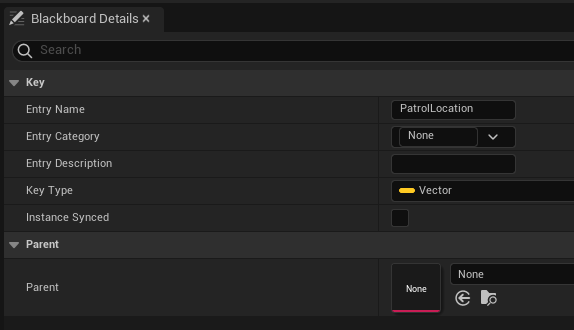 Blackboard Details
Search
Key
Entry Name PatrolLocation
Entry Category None
Entry Description
Key Type Vector
Instance Synced
Parent
Parent None None